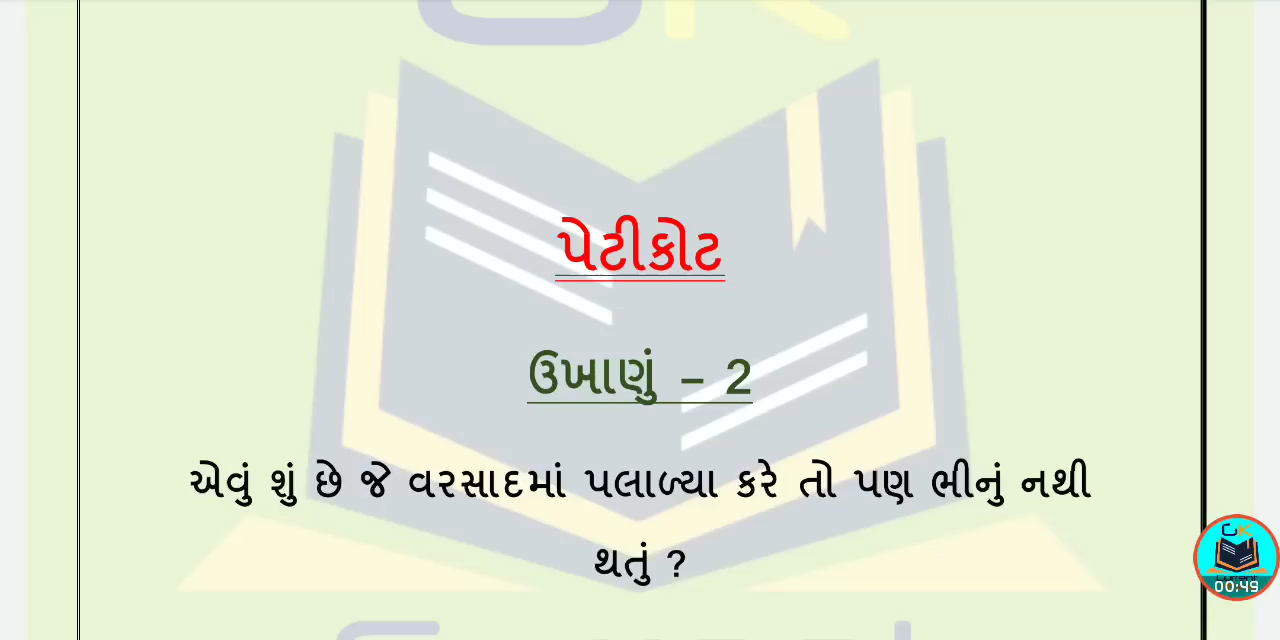 પેટીકોટ
ઉખાણું – 2
એવું શું છે જે વરસાદમાં પલાળ્યા કરે તો પણ ભીનું નથી
થતું ?
00:49